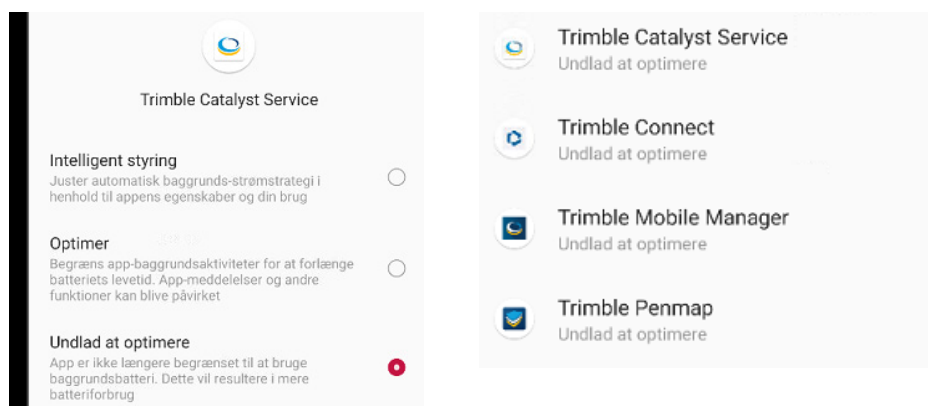 Trimble Catalyst Service
Intelligent styring
Juster automatisk baggrunds-strømstrategi i
henhold til appens egenskaber og din brug
Optimer
Begræns app-baggrundsaktiviteter for at forlænge
batteriets levetid. App-meddelelser og andre
funktioner kan blive påvirket
Undlad at optimere
App er ikke længere begrænset til at bruge
baggrundsbatteri. Dette vil resultere i mere
batteriforbrug
Trimble Catalyst Service
Undlad at optimere
Trimble Connect
Undlad at optimere
Trimble Mobile Manager
Undlad at optimere
Trimble Penmap
Undlad at optimere